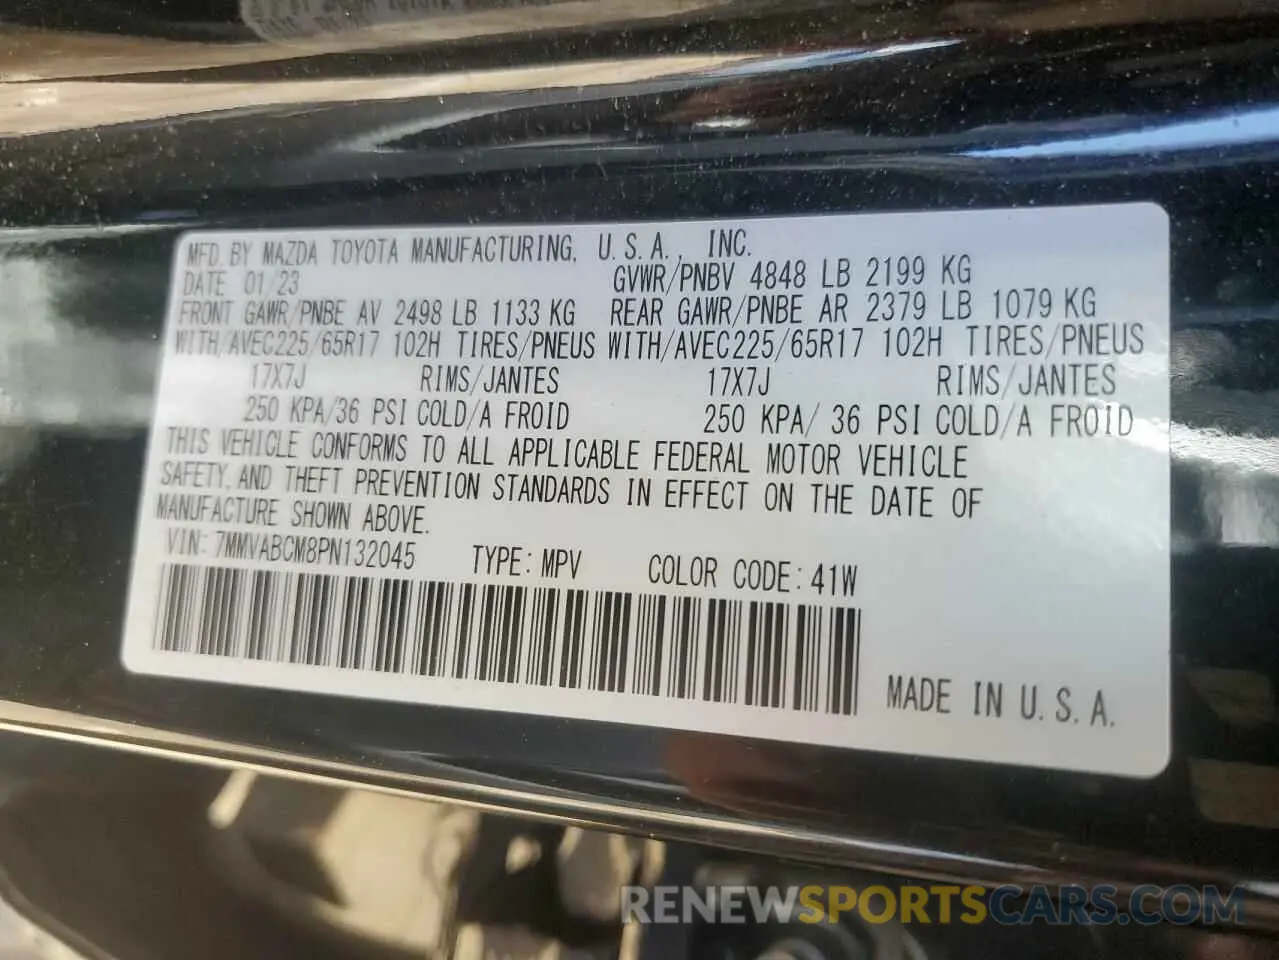 MFD. BY MAZDA TOYOTA MANUFACTURING, U.S.A., INC.
DATE 01/23 GVWR/PNBV 4848 LB 2199 KG
FRONT GAWR/PNBE AV 2498 LB 1133 KG REAR GAWR/PNBE AR 2379 LB 1079 KG
WITH/AVEC225/65R17 102H TIRES/PNEUS WITH/AVEC225/65R17 102H TIRES/PNEUS
17X7J RIMS/JANTES 17X7J RIMS/JANTES
250 KPA/36 PSI COLD/A FROID 250 KPA/ 36 PSI COLD/A FROID
THIS VEHICLE CONFORMS TO ALL APPLICABLE FEDERAL MOTOR VEHICLE
SAFETY, AND THEFT PREVENTION STANDARDS IN EFFECT ON THE DATE OF
MANUFACTURE SHOWN ABOVE.
VIN: 7MMVABCM8PN132045 TYPE: MPV COLOR CODE: 41W
MADE IN U.S.A.
RENEWSPORTSCARS.COM